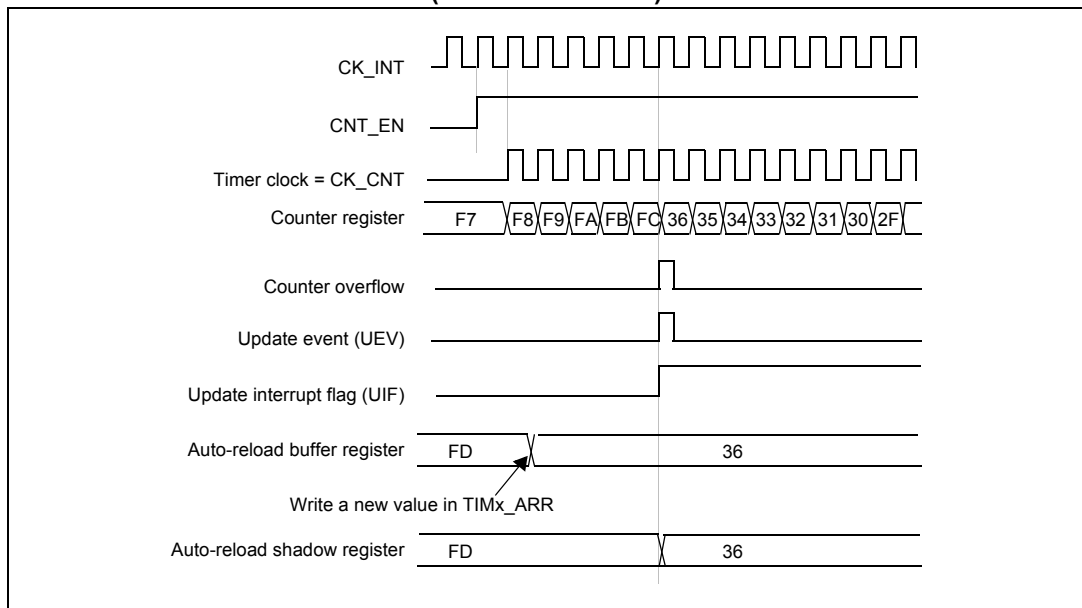 CK_INT
CNT_EN
Timer clock = CK_CNT
Counter register F7 F8 F9 FA FB FC 36 35 34 33 32 31 30 2F
Counter overflow
Update event (UEV)
Update interrupt flag (UIF)
Auto-reload buffer register FD 36
Write a new value in TIMx_ARR
Auto-reload shadow register FD 36